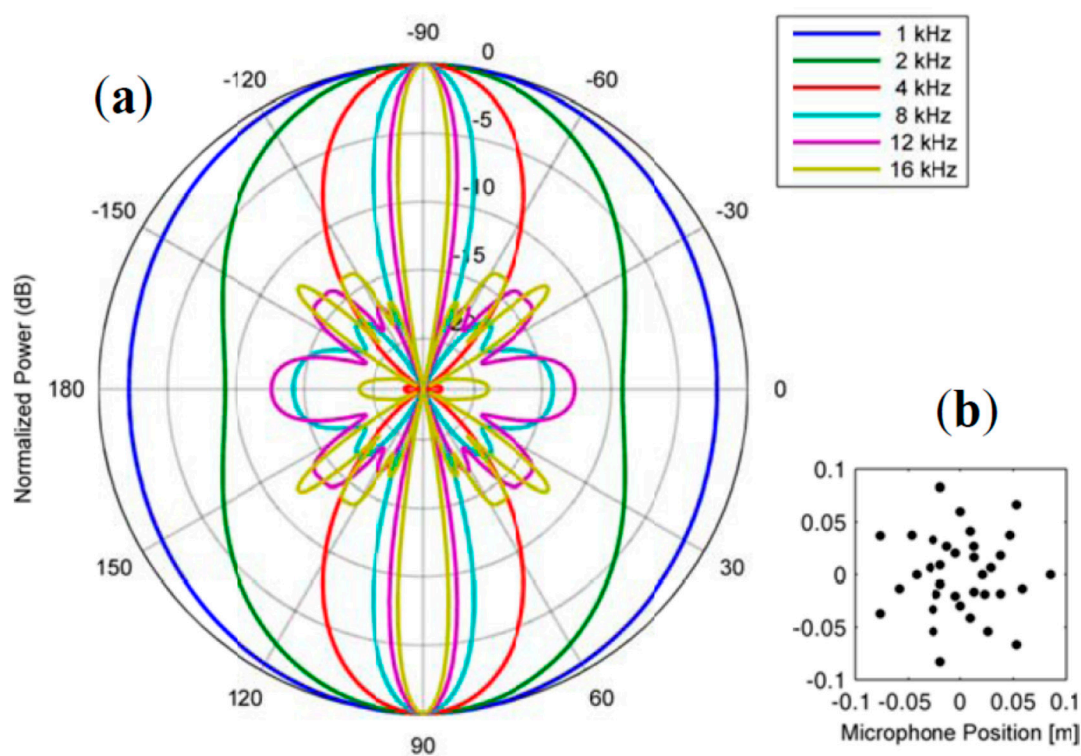 (a)
-90
0
-120
-60
-5
-10
-150
-30
-15
-20
Normalized Power (dB)
180
0
150
30
120
60
90
1 kHz
2 kHz
4 kHz
8 kHz
12 kHz
16 kHz
(b)
0.1
0.05
0
-0.05
-0.1
-0.1 -0.05 0 0.05 0.1
Microphone Position [m]